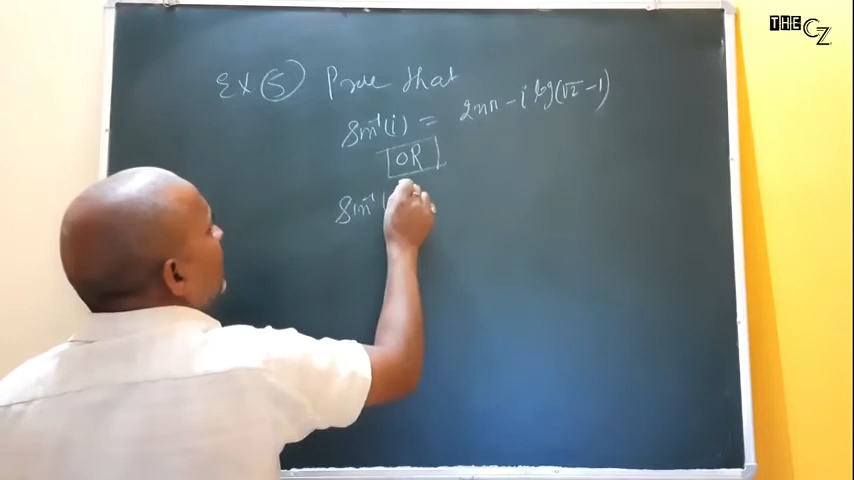 THE CZ
Ex (5) Prove that
Sin⁻¹(i) = 2nπ - i log(√2 - 1)
OR
Sin⁻¹(